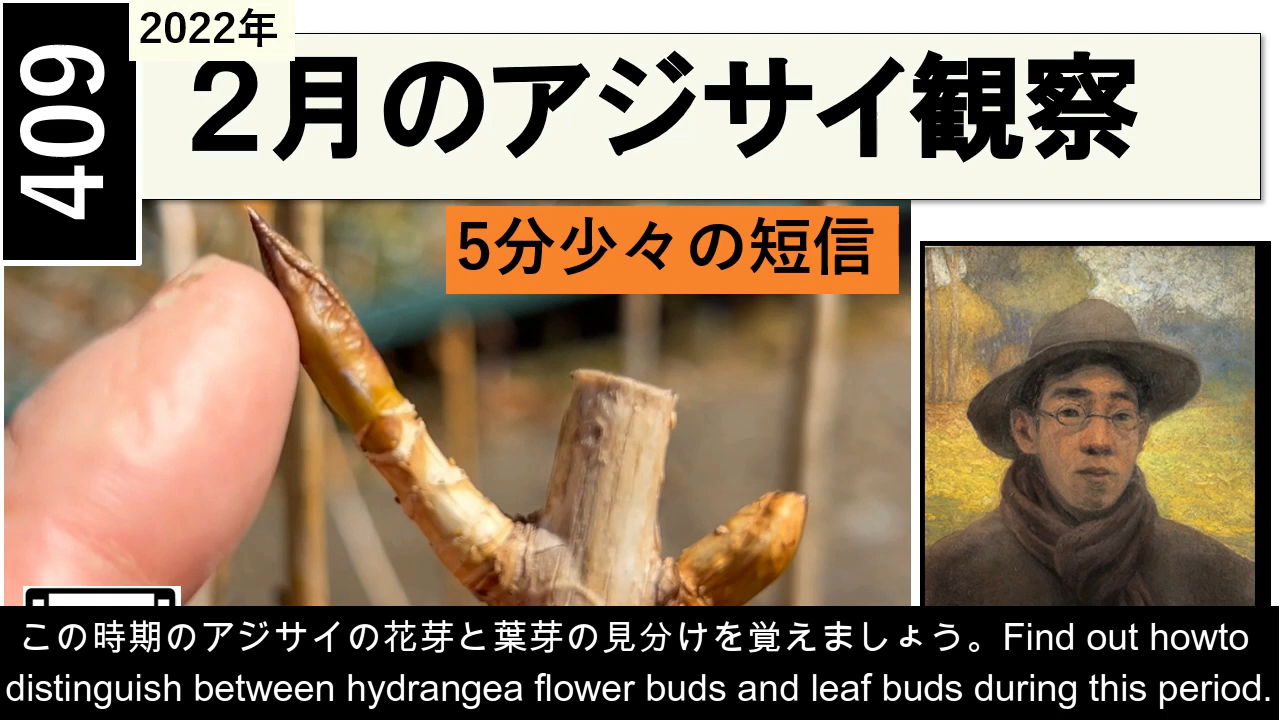 409
2022年
２月のアジサイ観察
5分少々の短信
この時期のアジサイの花芽と葉芽の見分けを覚えましょう。Find out howto
distinguish between hydrangea flower buds and leaf buds during this period.